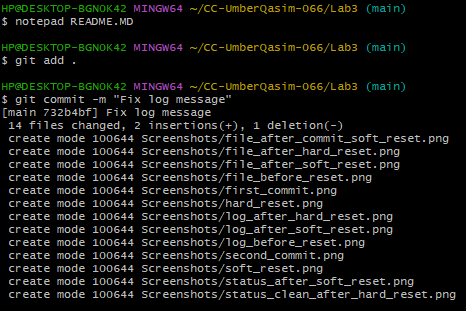 HP@DESKTOP-BGN0K42 MINGW64 ~/CC-UmberQasim-066/Lab3 (main)
$ notepad README.MD
HP@DESKTOP-BGN0K42 MINGW64 ~/CC-UmberQasim-066/Lab3 (main)
$ git add .
HP@DESKTOP-BGN0K42 MINGW64 ~/CC-UmberQasim-066/Lab3 (main)
$ git commit -m "Fix log message"
[main 732b4bf] Fix log message
 14 files changed, 2 insertions(+), 1 deletion(-)
 create mode 100644 Screenshots/file_after_commit_soft_reset.png
 create mode 100644 Screenshots/file_after_hard_reset.png
 create mode 100644 Screenshots/file_after_soft_reset.png
 create mode 100644 Screenshots/file_before_reset.png
 create mode 100644 Screenshots/first_commit.png
 create mode 100644 Screenshots/hard_reset.png
 create mode 100644 Screenshots/log_after_hard_reset.png
 create mode 100644 Screenshots/log_after_soft_reset.png
 create mode 100644 Screenshots/log_before_reset.png
 create mode 100644 Screenshots/second_commit.png
 create mode 100644 Screenshots/soft_reset.png
 create mode 100644 Screenshots/status_after_soft_reset.png
 create mode 100644 Screenshots/status_clean_after_hard_reset.png